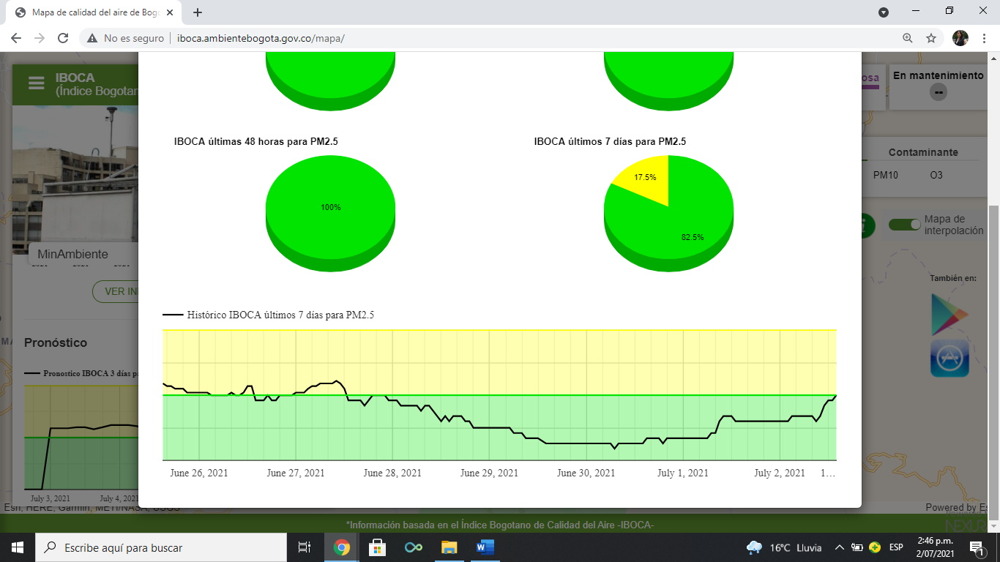 Mapa de calidad del aire de Bogo
No es seguro | iboca.ambientebogota.gov.co/mapa/
IBOCA
(Índice Bogotan
osa
En mantenimiento
--
Contaminante
PM10 O3
Mapa de
interpolación
También en:
MinAmbiente
VER IN
Pronóstico
Pronostico IBOCA 3 días pa
July 3, 2021 July 4, 2021
IBOCA últimas 48 horas para PM2.5
100%
IBOCA últimos 7 días para PM2.5
17.5%
82.5%
Histórico IBOCA últimos 7 días para PM2.5
June 26, 2021 June 27, 2021 June 28, 2021 June 29, 2021 June 30, 2021 July 1, 2021 July 2, 2021 1…
Esri, HERE, Garmin, METI/NASA, USGS
Powered by Es
*Información basada en el Índice Bogotano de Calidad del Aire -IBOCA-
NEXUR
Escribe aquí para buscar
16°C Lluvia
ESP
2:46 p.m.
2/07/2021
1